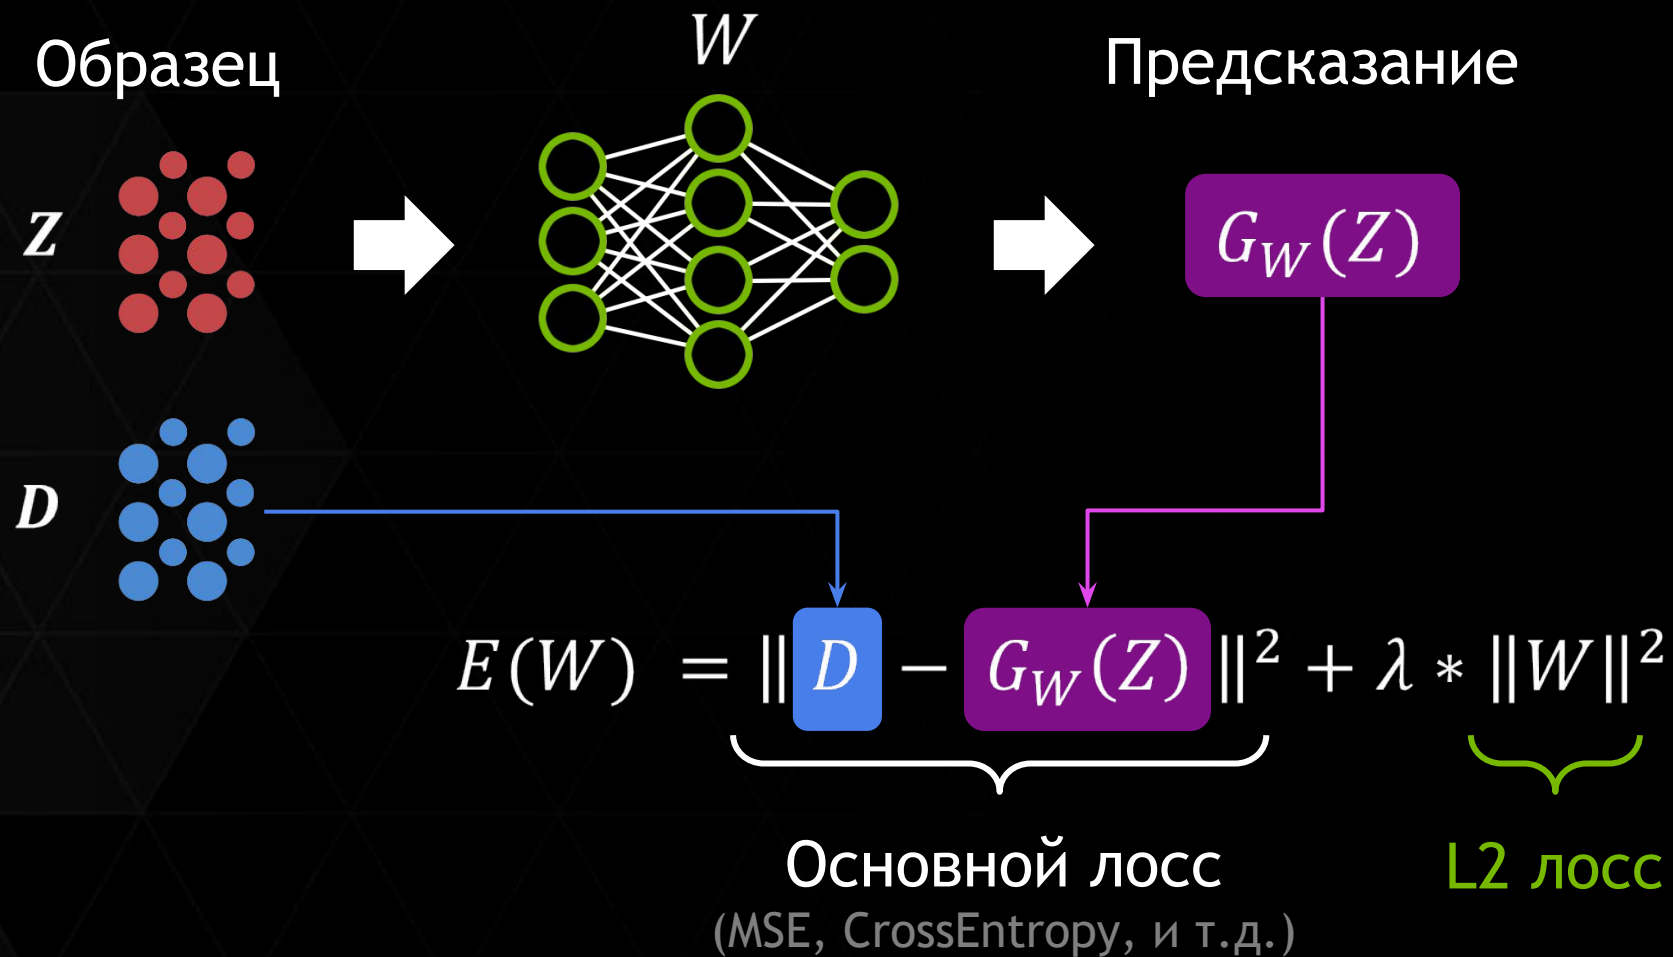 Образец
W
Предсказание
Z
G_W(Z)
D
E(W) = ‖D − G_W(Z)‖² + λ * ‖W‖²
Основной лосс
L2 лосс
(MSE, CrossEntropy, и т.д.)